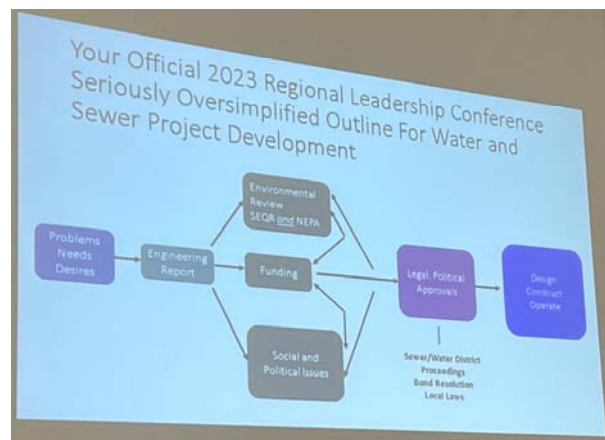 Your Official 2023 Regional Leadership Conference
Seriously Oversimplified Outline For Water and
Sewer Project Development
Environmental
Review
SEQR and NEPA
Problems
Needs
Desires
Engineering
Report
Funding
Legal, Political
Approvals
Design
Construct
Operate
Social and
Political Issues
Sewer/Water District
Proceedings
Bond Resolution
Local Laws